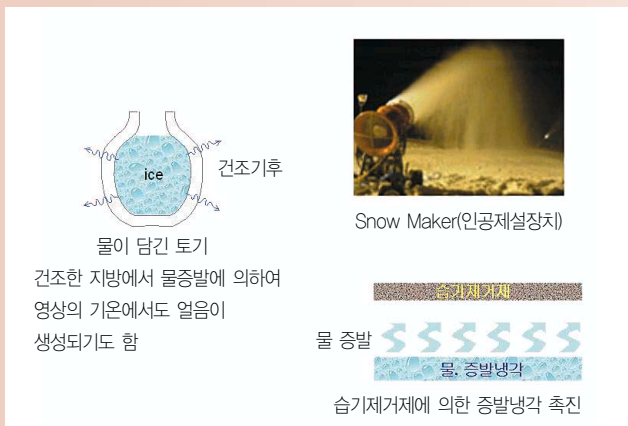 ice
건조기후
물이 담긴 토기
건조한 지방에서 물증발에 의하여
영상의 기온에서도 얼음이
생성되기도 함
Snow Maker(인공제설장치)
습기제거제
물 증발
물. 증발냉각
습기제거제에 의한 증발냉각 촉진